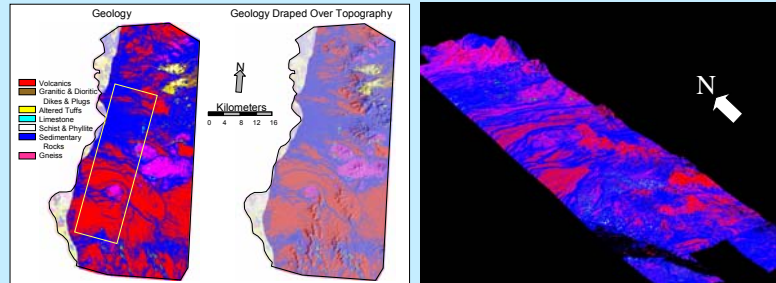 Geology
Geology Draped Over Topography
N
Kilometers
0 4 8 12 16
Volcanics
Granitic & Dioritic
Dikes & Plugs
Altered Tuffs
Limestone
Schist & Phyllite
Sedimentary
Rocks
Gneiss
N